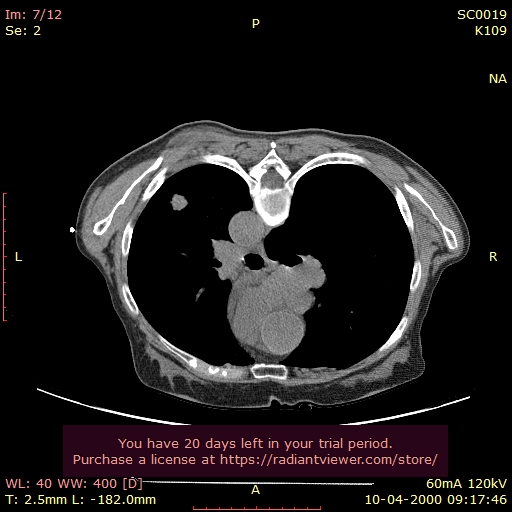 Im: 7/12
Se: 2
P
SC0019
K109
NA
L
R
You have 20 days left in your trial period.
Purchase a license at https://radiantviewer.com/store/
WL: 40 WW: 400 [D]
T: 2.5mm L: -182.0mm
A
60mA 120kV
10-04-2000 09:17:46